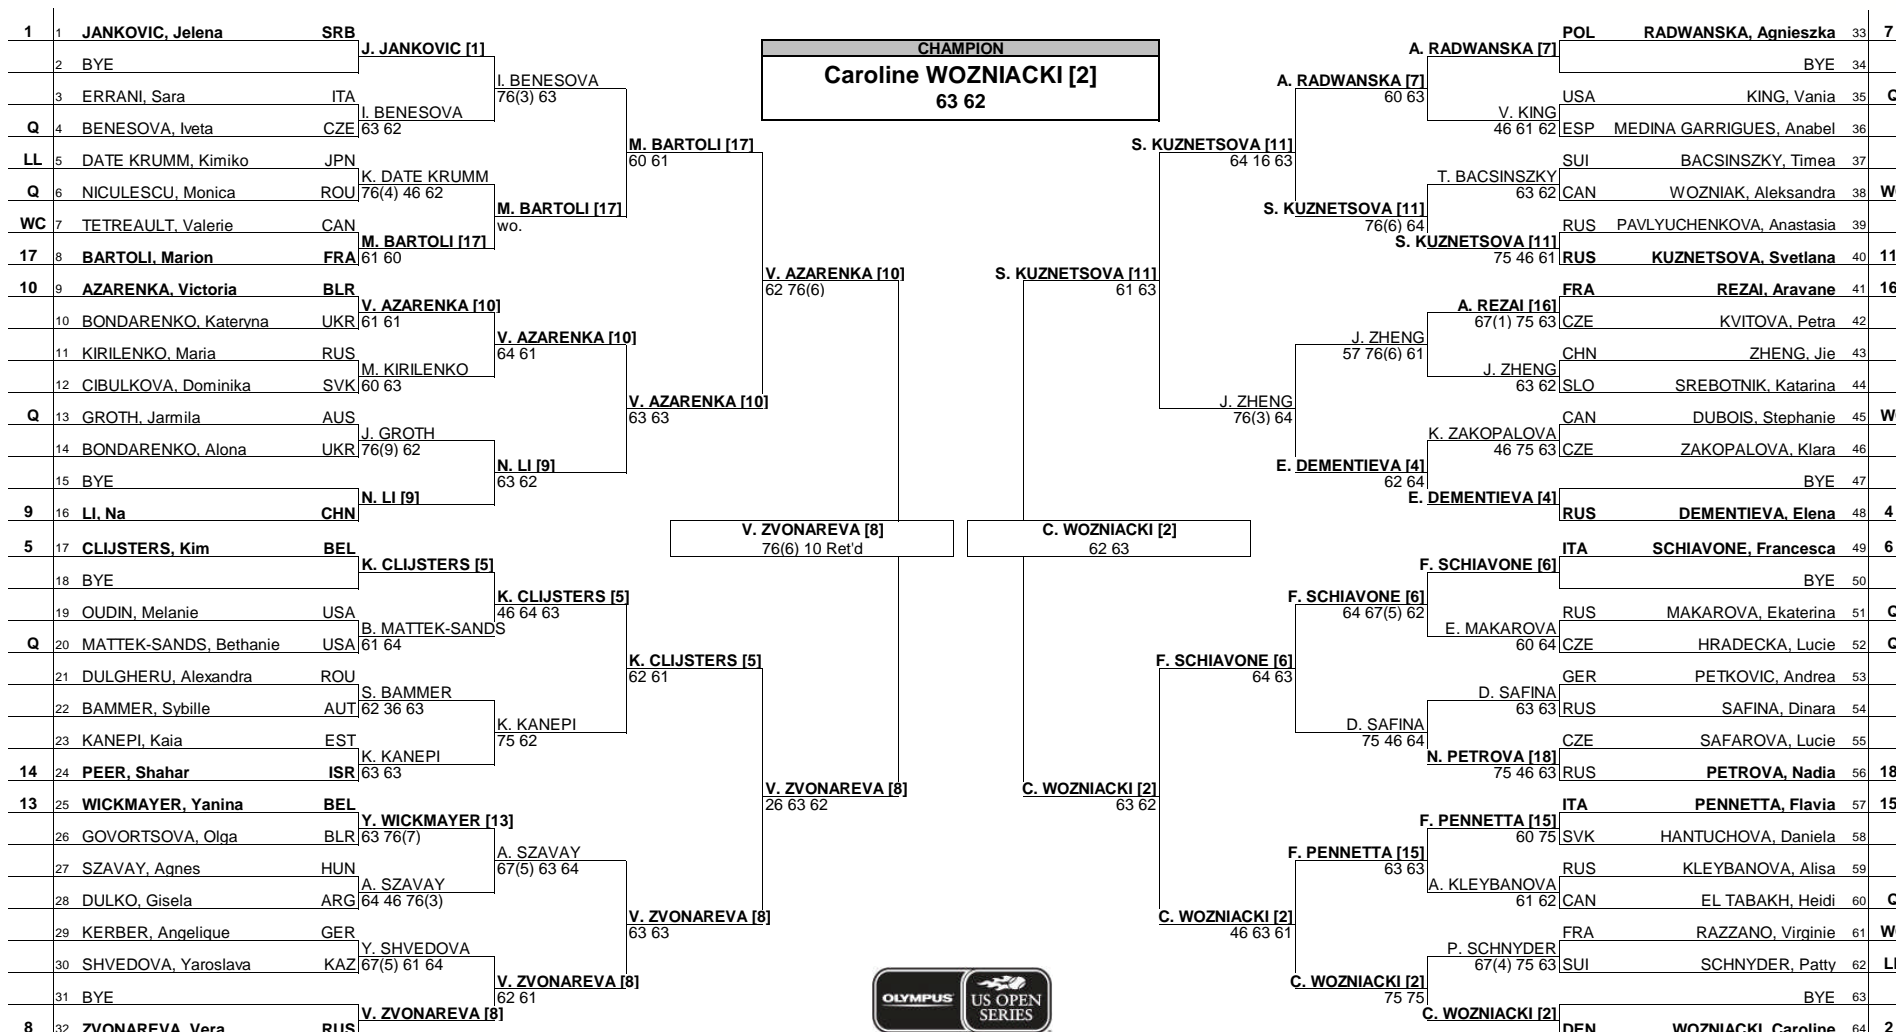 1 1 JANKOVIC, Jelena SRB
2 BYE
3 ERRANI, Sara ITA
Q 4 BENESOVA, Iveta CZE
LL 5 DATE KRUMM, Kimiko JPN
Q 6 NICULESCU, Monica ROU
WC 7 TETREAULT, Valerie CAN
17 8 BARTOLI, Marion FRA
10 9 AZARENKA, Victoria BLR
10 BONDARENKO, Kateryna UKR
11 KIRILENKO, Maria RUS
12 CIBULKOVA, Dominika SVK
Q 13 GROTH, Jarmila AUS
14 BONDARENKO, Alona UKR
15 BYE
9 16 LI, Na CHN
5 17 CLIJSTERS, Kim BEL
18 BYE
19 OUDIN, Melanie USA
Q 20 MATTEK-SANDS, Bethanie USA
21 DULGHERU, Alexandra ROU
22 BAMMER, Sybille AUT
23 KANEPI, Kaia EST
14 24 PEER, Shahar ISR
13 25 WICKMAYER, Yanina BEL
26 GOVORTSOVA, Olga BLR
27 SZAVAY, Agnes HUN
28 DULKO, Gisela ARG
29 KERBER, Angelique GER
30 SHVEDOVA, Yaroslava KAZ
31 BYE
8 32 ZVONAREVA, Vera RUS
J. JANKOVIC [1]
I. BENESOVA
63 62
K. DATE KRUMM
76(4) 46 62
M. BARTOLI [17]
61 60
V. AZARENKA [10]
61 61
M. KIRILENKO
60 63
J. GROTH
76(9) 62
N. LI [9]
K. CLIJSTERS [5]
B. MATTEK-SANDS
61 64
S. BAMMER
62 36 63
K. KANEPI
63 63
Y. WICKMAYER [13]
63 76(7)
A. SZAVAY
64 46 76(3)
Y. SHVEDOVA
67(5) 61 64
V. ZVONAREVA [8]
I. BENESOVA
76(3) 63
M. BARTOLI [17]
wo.
V. AZARENKA [10]
64 61
N. LI [9]
63 62
K. CLIJSTERS [5]
46 64 63
K. KANEPI
75 62
A. SZAVAY
67(5) 63 64
V. ZVONAREVA [8]
62 61
M. BARTOLI [17]
60 61
V. AZARENKA [10]
63 63
K. CLIJSTERS [5]
62 61
V. ZVONAREVA [8]
63 63
V. AZARENKA [10]
62 76(6)
V. ZVONAREVA [8]
26 63 62
V. ZVONAREVA [8]
76(6) 10 Ret'd
CHAMPION
Caroline WOZNIACKI [2]
63 62
C. WOZNIACKI [2]
62 63
S. KUZNETSOVA [11]
61 63
C. WOZNIACKI [2]
63 62
S. KUZNETSOVA [11]
64 16 63
J. ZHENG
76(3) 64
F. SCHIAVONE [6]
64 63
C. WOZNIACKI [2]
46 63 61
A. RADWANSKA [7]
60 63
S. KUZNETSOVA [11]
76(6) 64
J. ZHENG
57 76(6) 61
E. DEMENTIEVA [4]
62 64
F. SCHIAVONE [6]
64 67(5) 62
D. SAFINA
75 46 64
F. PENNETTA [15]
63 63
C. WOZNIACKI [2]
75 75
A. RADWANSKA [7]
V. KING
46 61 62
T. BACSINSZKY
63 62
S. KUZNETSOVA [11]
75 46 61
A. REZAI [16]
67(1) 75 63
J. ZHENG
63 62
K. ZAKOPALOVA
46 75 63
E. DEMENTIEVA [4]
F. SCHIAVONE [6]
E. MAKAROVA
60 64
D. SAFINA
63 63
N. PETROVA [18]
75 46 63
F. PENNETTA [15]
60 75
A. KLEYBANOVA
61 62
P. SCHNYDER
67(4) 75 63
C. WOZNIACKI [2]
POL RADWANSKA, Agnieszka 33 7
BYE 34
USA KING, Vania 35 Q
ESP MEDINA GARRIGUES, Anabel 36
SUI BACSINSZKY, Timea 37
CAN WOZNIAK, Aleksandra 38
RUS PAVLYUCHENKOVA, Anastasia 39
RUS KUZNETSOVA, Svetlana 40 11
FRA REZAI, Aravane 41 16
CZE KVITOVA, Petra 42
CHN ZHENG, Jie 43
SLO SREBOTNIK, Katarina 44
CAN DUBOIS, Stephanie 45
CZE ZAKOPALOVA, Klara 46
BYE 47
RUS DEMENTIEVA, Elena 48 4
ITA SCHIAVONE, Francesca 49 6
BYE 50
RUS MAKAROVA, Ekaterina 51 Q
CZE HRADECKA, Lucie 52 Q
GER PETKOVIC, Andrea 53
RUS SAFINA, Dinara 54
CZE SAFAROVA, Lucie 55
RUS PETROVA, Nadia 56 18
ITA PENNETTA, Flavia 57 15
SVK HANTUCHOVA, Daniela 58
RUS KLEYBANOVA, Alisa 59
CAN EL TABAKH, Heidi 60 Q
FRA RAZZANO, Virginie 61
SUI SCHNYDER, Patty 62
BYE 63
DEN WOZNIACKI, Caroline 64 2
OLYMPUS US OPEN
SERIES